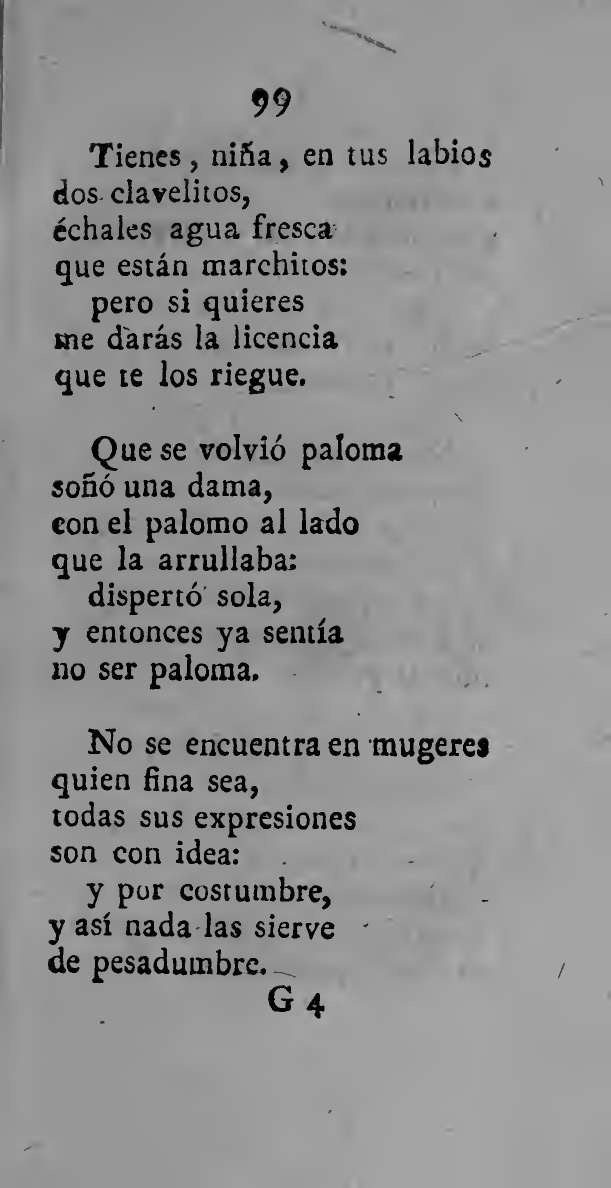 99
Tienes, niña, en tus labios
dos clavelitos,
échales agua fresca
que están marchitos:
pero si quieres
me darás la licencia
que te los riegue.
Que se volvió paloma
soñó una dama,
con el palomo al lado
que la arrullaba:
dispertó sola,
y entonces ya sentía
no ser paloma.
No se encuentra en mugeres
quien fina sea,
todas sus expresiones
son con idea:
y por costumbre,
y así nada las sierve
de pesadumbre.
G 4